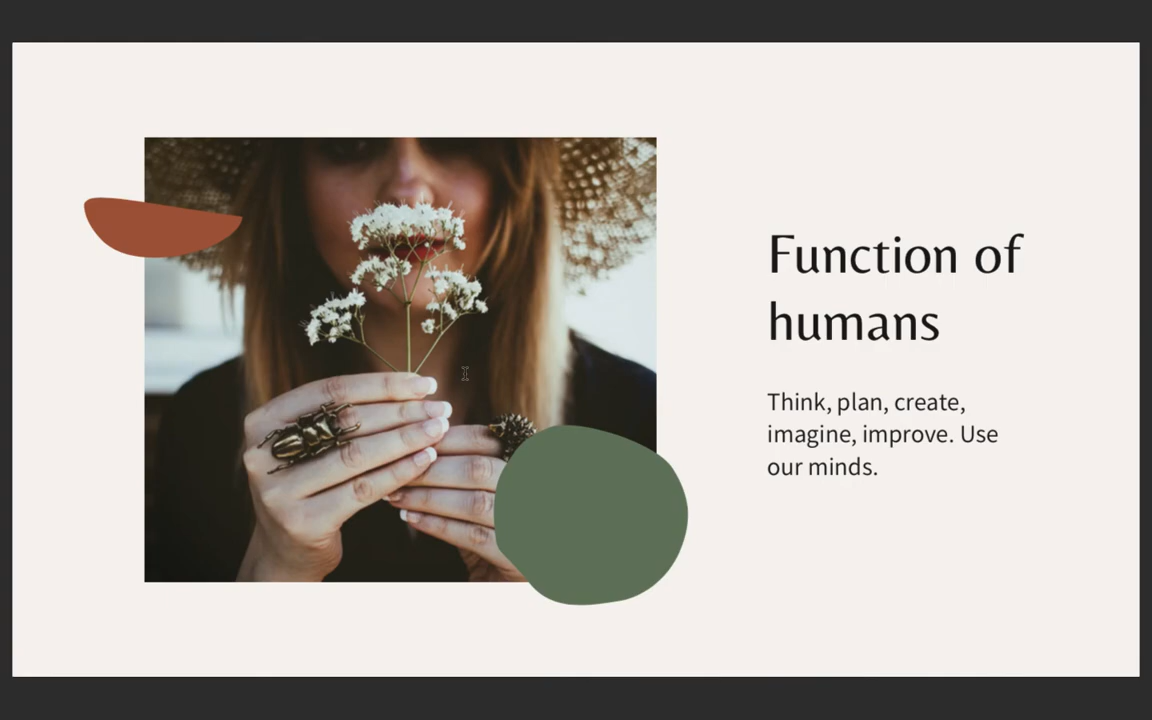 Function of
humans
Think, plan, create,
imagine, improve. Use
our minds.